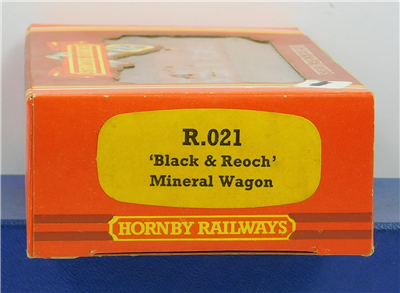 R.021
'Black & Reoch'
Mineral Wagon
HORNBY RAILWAYS